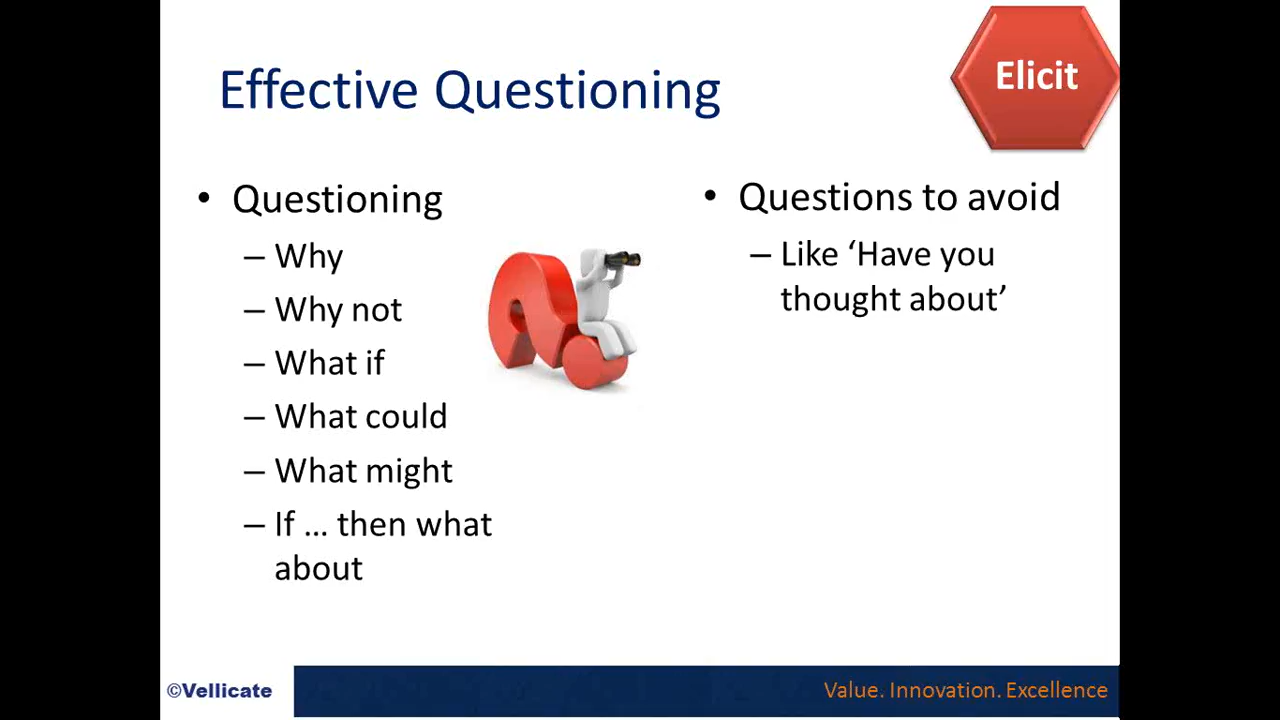 Elicit
Effective Questioning
• Questioning
– Why
– Why not
– What if
– What could
– What might
– If … then what
about
• Questions to avoid
– Like ‘Have you
thought about’
©Vellicate
Value. Innovation. Excellence